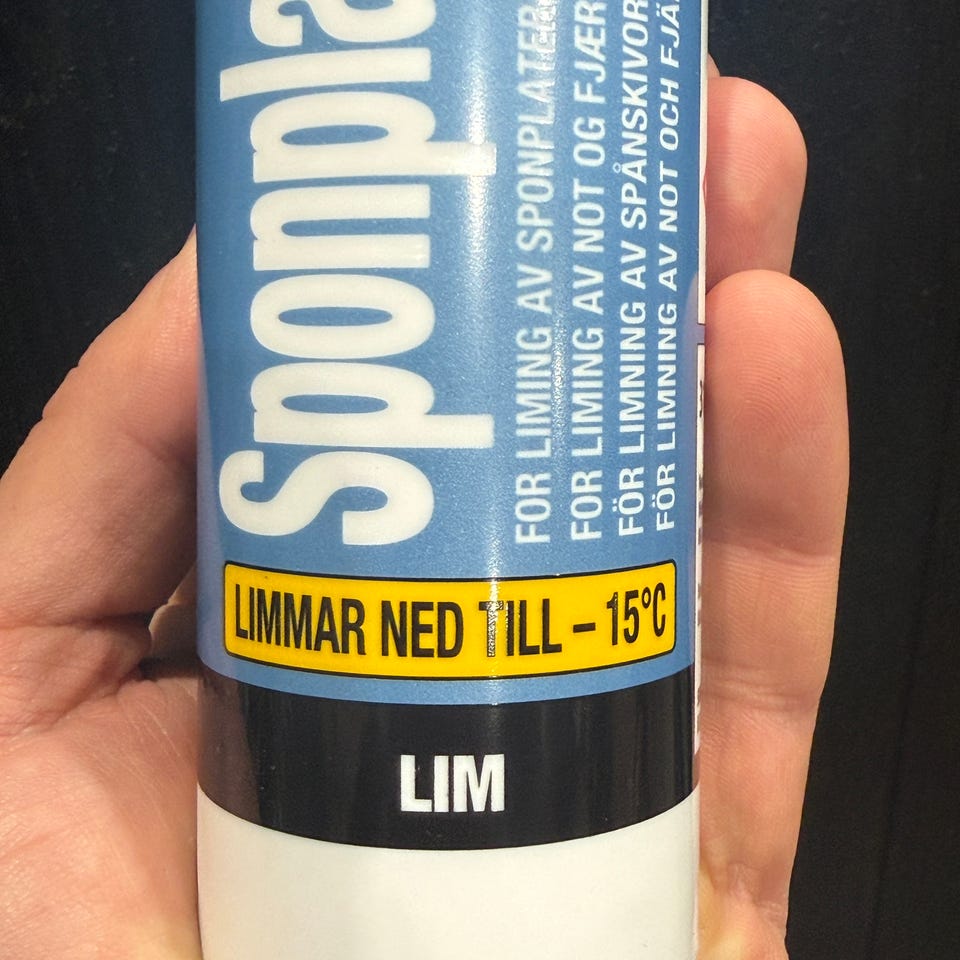 Sponpla
FOR LIMING AV SPONPLATER
FOR LIMING AV NOT OG FJÆR
FÖR LIMNING AV SPÅNSKIVOR
FÖR LIMNING AV NOT OCH FJÄ
LIMMAR NED TILL – 15°C
LIM